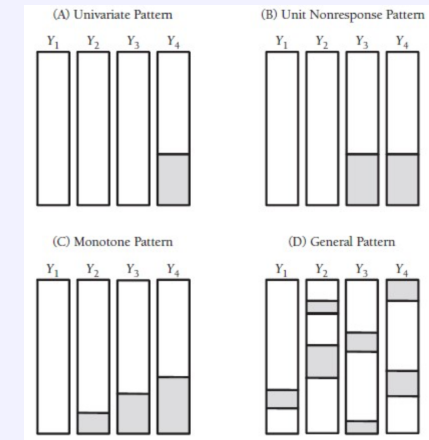 (A) Univariate Pattern
Y₁ Y₂ Y₃ Y₄
(B) Unit Nonresponse Pattern
Y₁ Y₂ Y₃ Y₄
(C) Monotone Pattern
Y₁ Y₂ Y₃ Y₄
(D) General Pattern
Y₁ Y₂ Y₃ Y₄